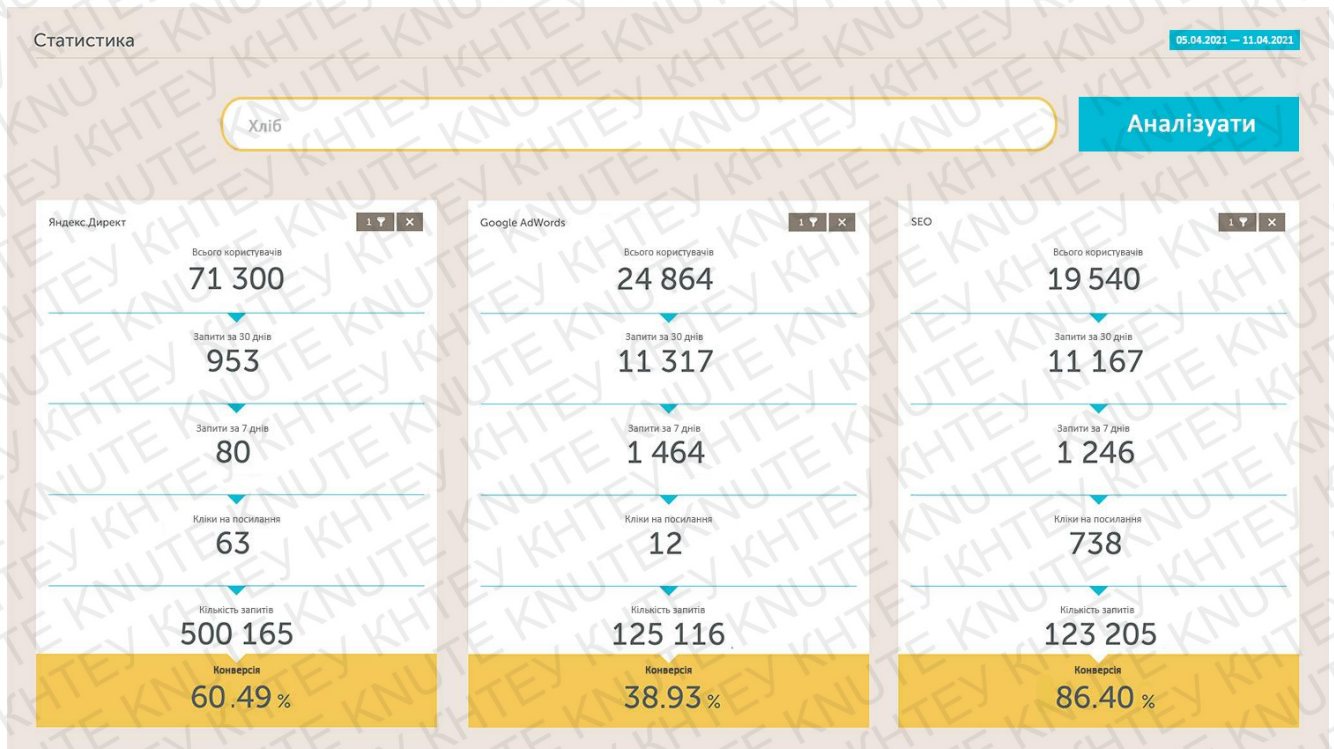 Статистика
05.04.2021 — 11.04.2021
Хліб
Аналізуати
Яндекс.Директ
1
Всього користувачів
71 300
Запити за 30 днів
953
Запити за 7 днів
80
Кліки на посилання
63
Кількість запитів
500 165
Конверсія
60.49 %
Google AdWords
1
Всього користувачів
24 864
Запити за 30 днів
11 317
Запити за 7 днів
1 464
Кліки на посилання
12
Кількість запитів
125 116
Конверсія
38.93 %
SEO
1
Всього користувачів
19 540
Запити за 30 днів
11 167
Запити за 7 днів
1 246
Кліки на посилання
738
Кількість запитів
123 205
Конверсія
86.40 %
КНТЕУ KNUTE